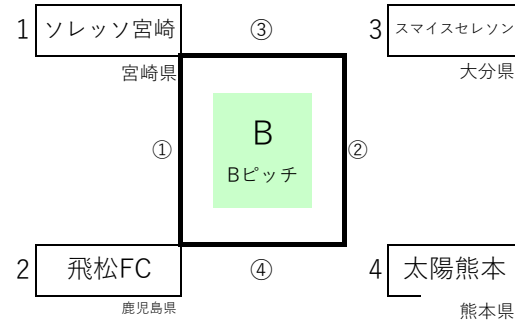 1 ソレッソ宮崎 ③ 3 スマイスセレソン
宮崎県 大分県
B
① ②
Bピッチ
2 飛松FC ④ 4 太陽熊本
鹿児島県 熊本県